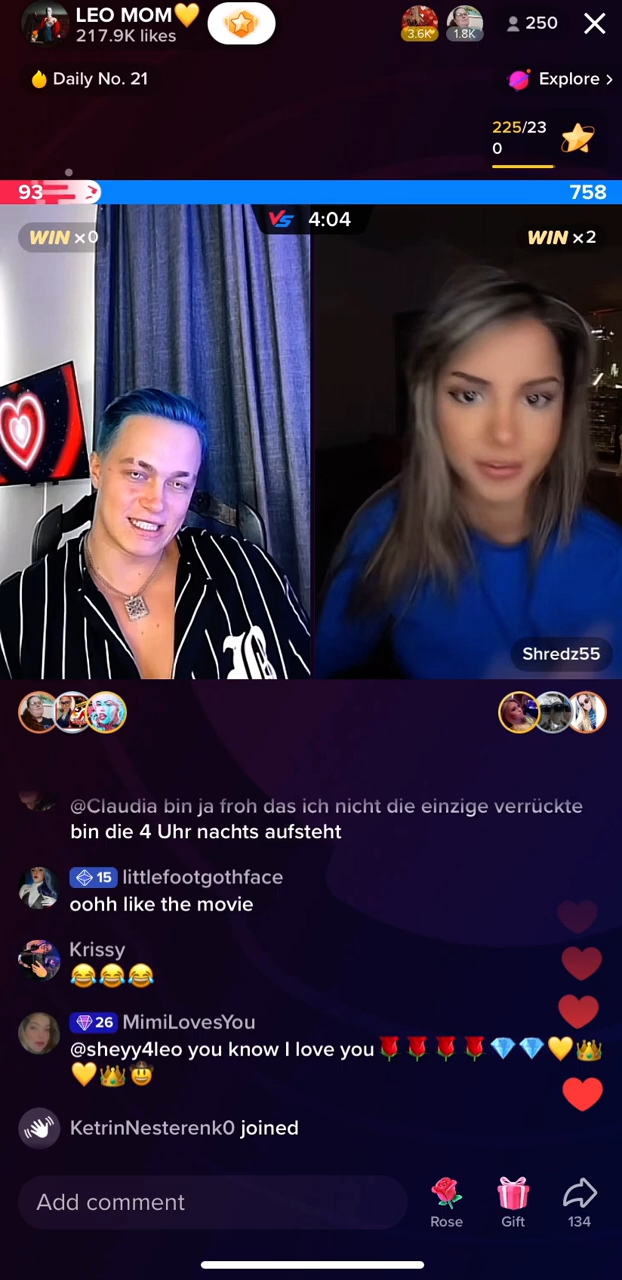 LEO MOM💛
217.9K likes
3.6K
1.8K
250
Daily No. 21
Explore >
225/23
0
93
758
VS 4:04
WIN x0
WIN x2
Shredz55
@Claudia bin ja froh das ich nicht die einzige verrückte
bin die 4 Uhr nachts aufsteht
15 littlefootgothface
oohh like the movie
Krissy
😂😂😂
26 MimiLovesYou
@sheyy4leo you know I love you🌹🌹🌹🌹💎💎💛👑
💛👑🤠
KetrinNesterenk0 joined
Add comment
Rose
Gift
134